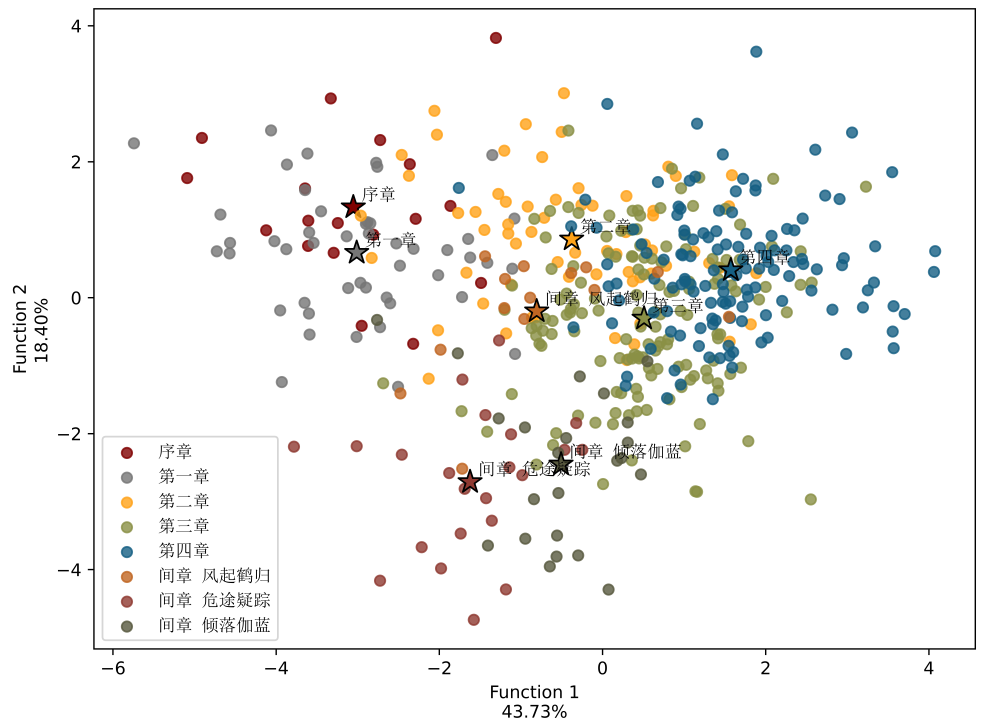 4
2
0
−2
−4
−6
−4
−2
0
2
4
Function 2
18.40%
Function 1
43.73%
序章
第一章
第二章
第四章
间章 风起鹤归
第三章
间章 倾落伽蓝
间章 危途疑踪
序章
第一章
第二章
第三章
第四章
间章 风起鹤归
间章 危途疑踪
间章 倾落伽蓝